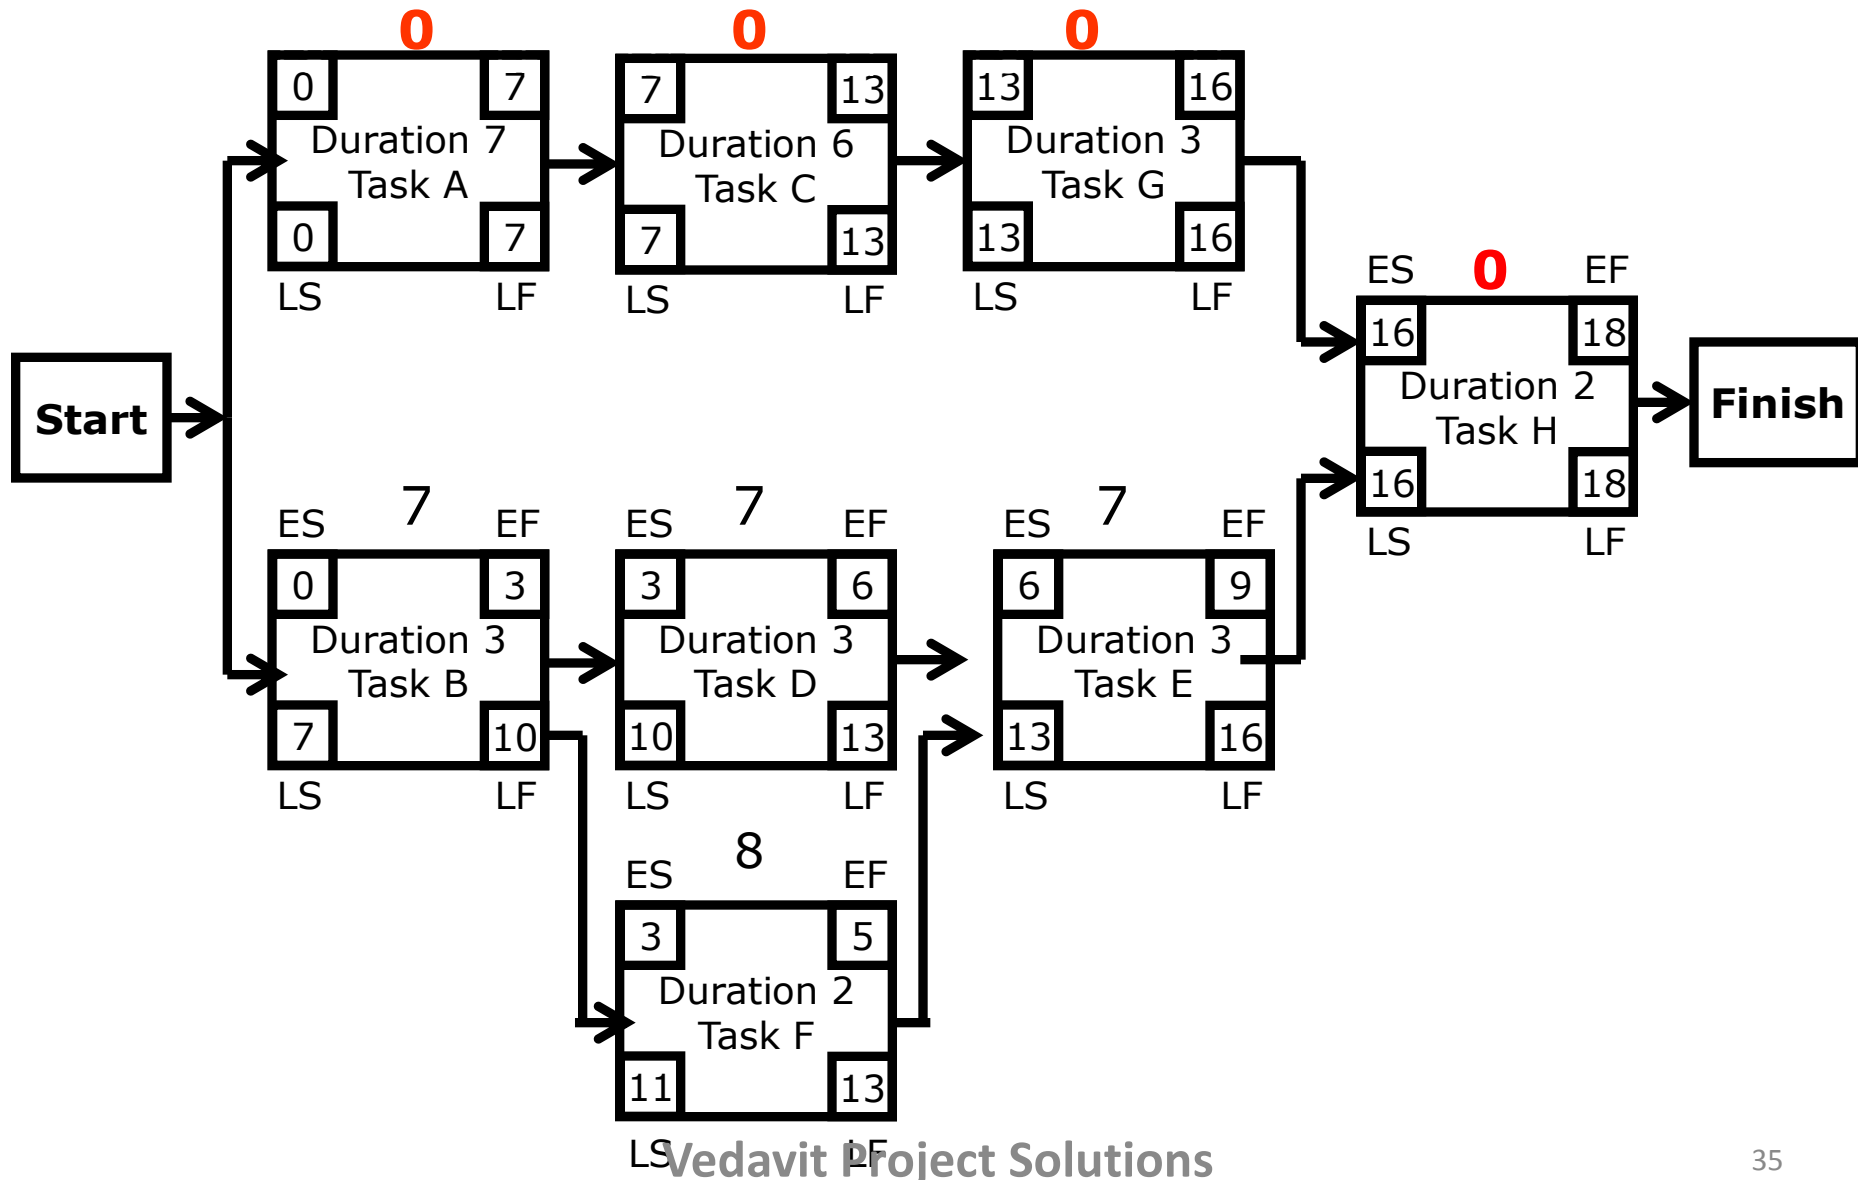 0 0 0
0 7 7 13 13 16
Duration 7 Duration 6 Duration 3
Task A Task C Task G
0 7 7 13 13 16
LS LF LS LF LS LF
ES 0 EF
16 18
Duration 2
Task H
16 18
LS LF
Start
Finish
7 7 7
ES EF ES EF ES EF
0 3 3 6 6 9
Duration 3 Duration 3 Duration 3
Task B Task D Task E
7 10 10 13 13 16
LS LF LS LF LS LF
8
ES EF
3 5
Duration 2
Task F
11 13
LS LF
Vedavit Project Solutions
35